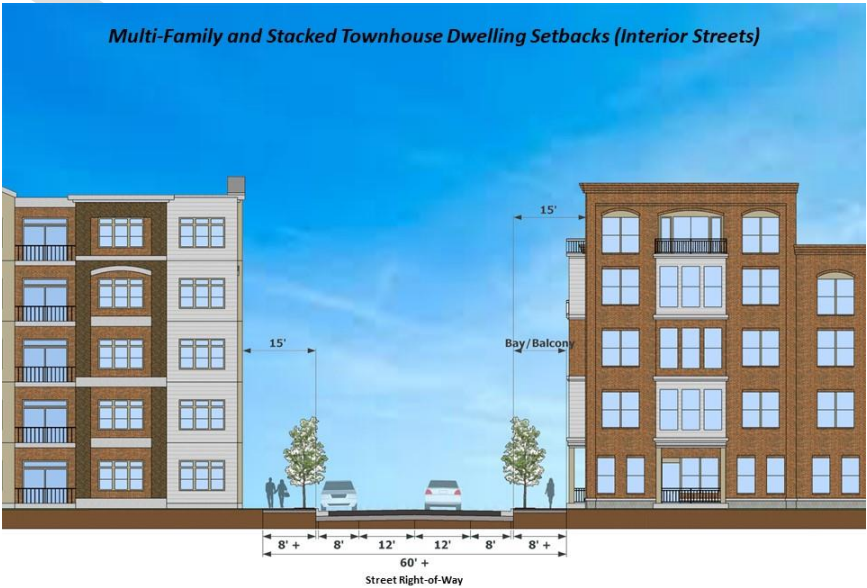 Multi-Family and Stacked Townhouse Dwelling Setbacks (Interior Streets)
15'
15'
Bay/Balcony
8' + 8' 12' 12' 8' 8' +
60' +
Street Right-of-Way